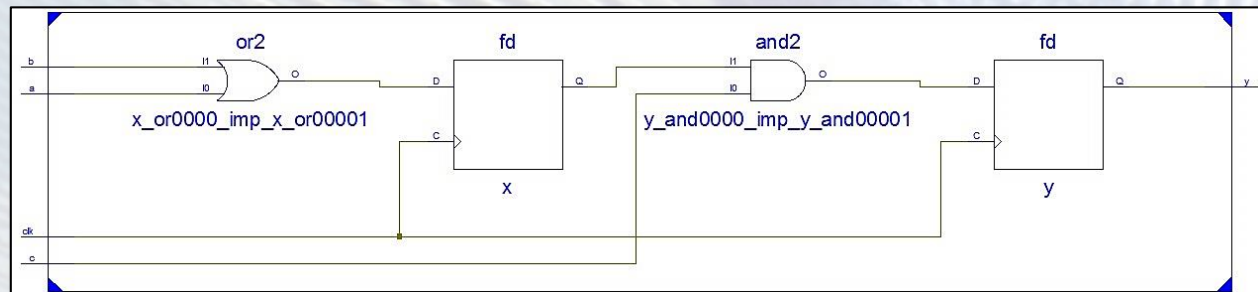 or2
fd
and2
fd
b
a
I1
I0
O
D
Q
I1
I0
O
D
Q
y
x_or0000_imp_x_or00001
y_and0000_imp_y_and00001
C
C
x
y
clk
c